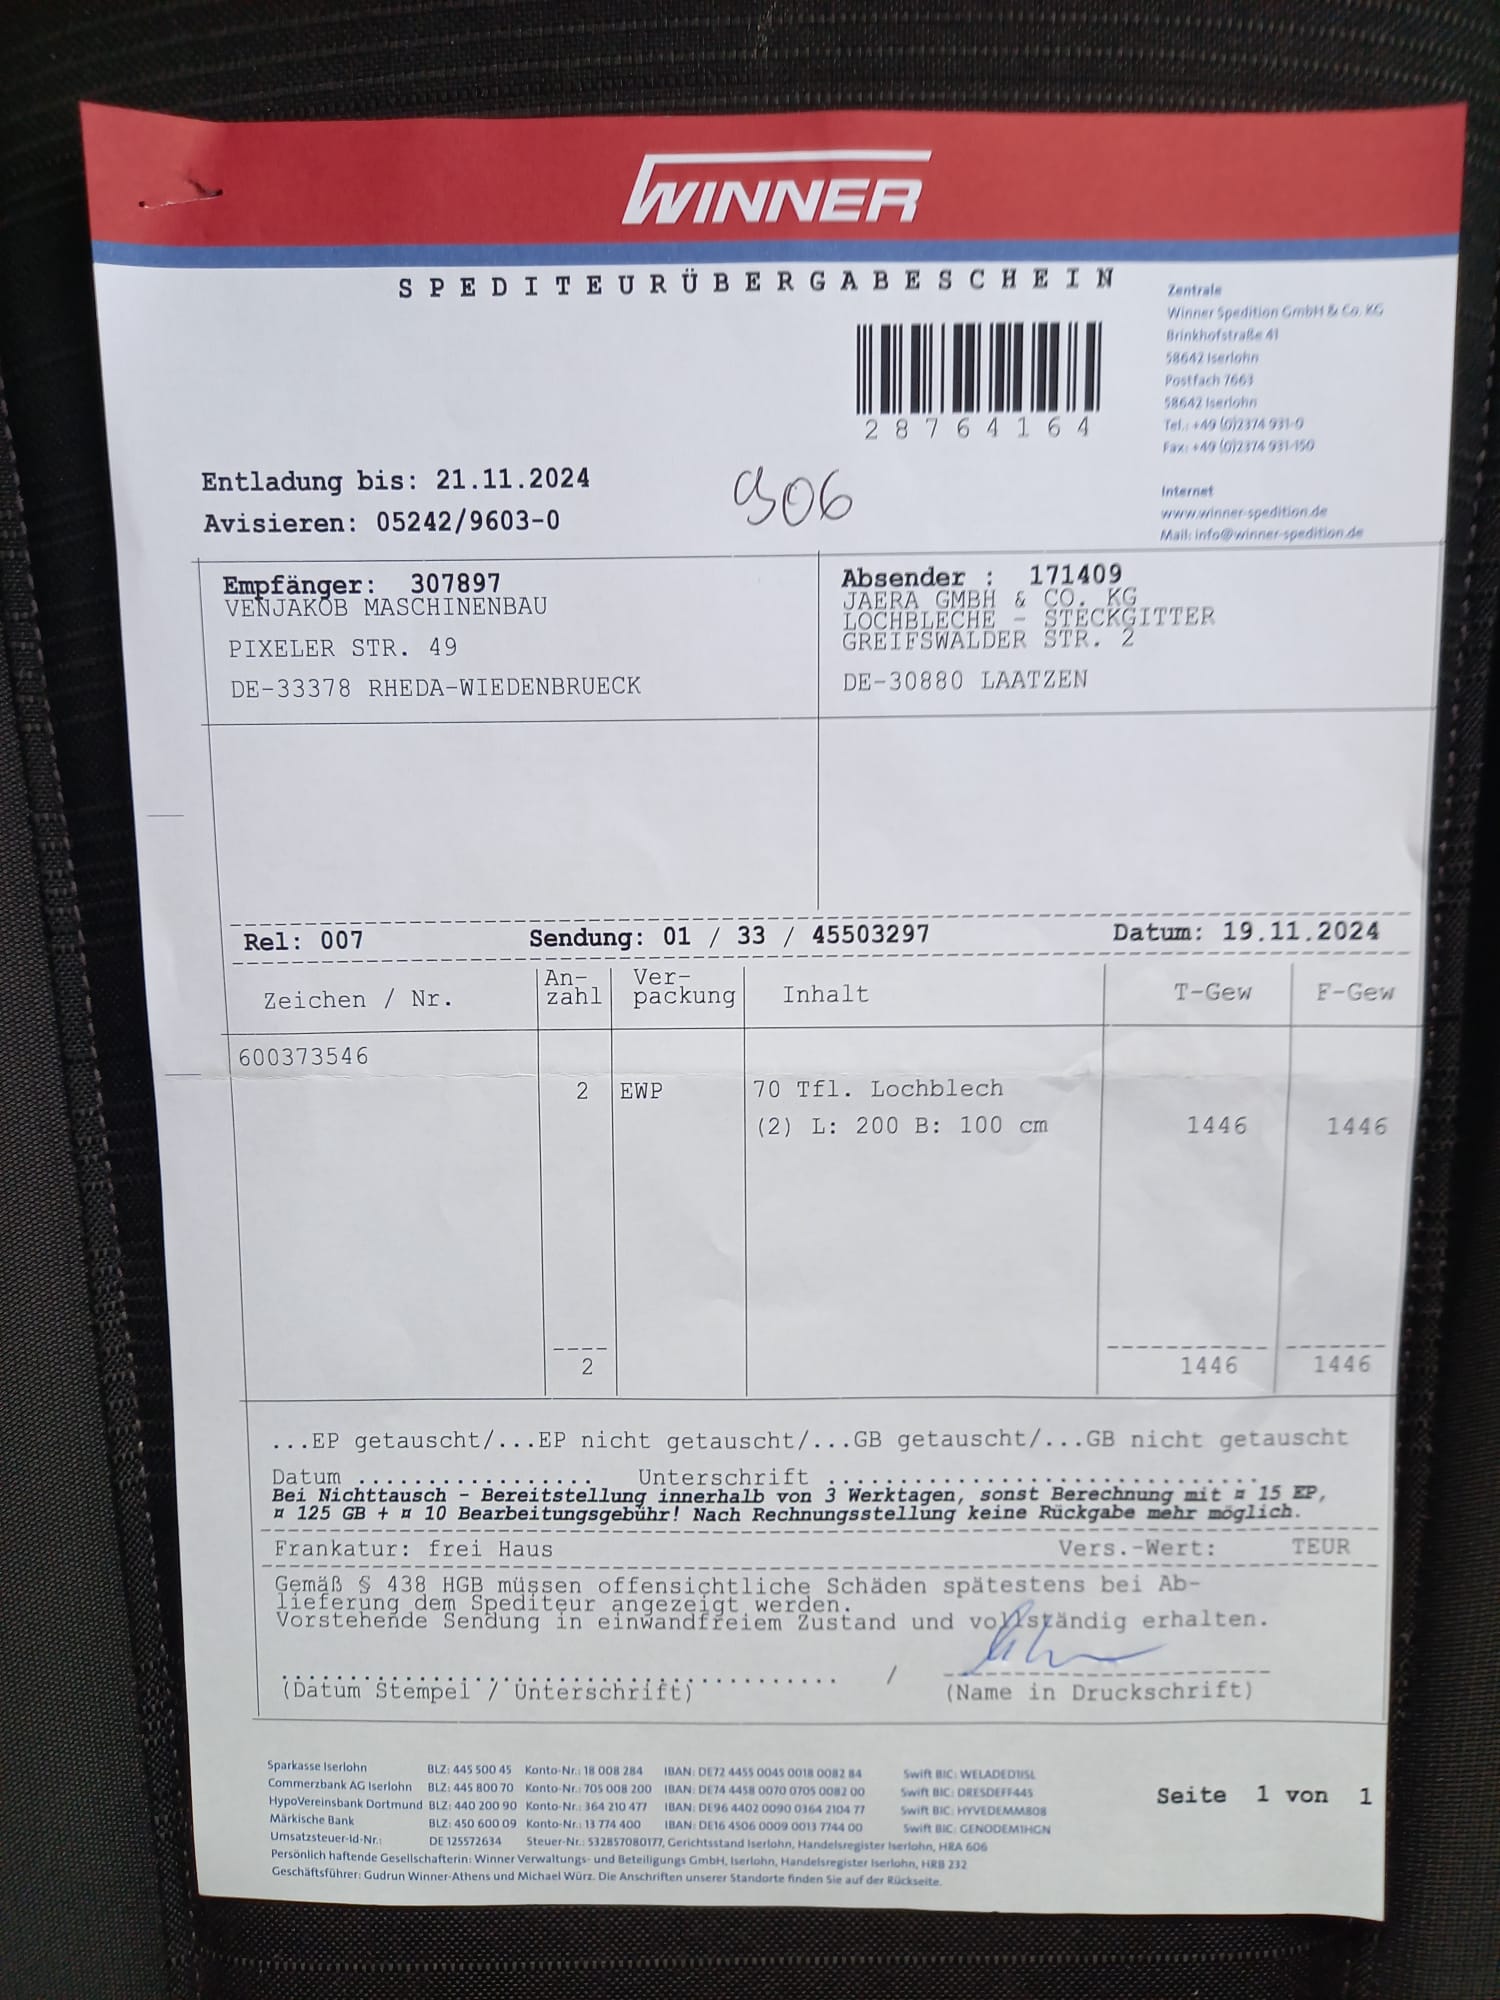 WINNER
SPEDITEURÜBERGABESCHEIN
Zentrale
Winner Spedition GmbH & Co. KG
Brinkhofstraße 41
58642 Iserlohn
Postfach 7663
58642 Iserlohn
Tel.: +49 (0)2374 931-0
Fax: +49 (0)2374 931-150
Internet
www.winner-spedition.de
Mail: info@winner-spedition.de
28764164
Entladung bis: 21.11.2024
Avisieren: 05242/9603-0
906
Empfänger: 307897
VENJAKOB MASCHINENBAU
PIXELER STR. 49
DE-33378 RHEDA-WIEDENBRUECK
Absender : 171409
JAERA GMBH & CO. KG
LOCHBLECHE - STECKGITTER
GREIFSWALDER STR. 2
DE-30880 LAATZEN
Rel: 007 Sendung: 01 / 33 / 45503297 Datum: 19.11.2024
Zeichen / Nr. An-zahl Ver-packung Inhalt T-Gew F-Gew
600373546
2 EWP 70 Tfl. Lochblech
(2) L: 200 B: 100 cm 1446 1446
2 1446 1446
...EP getauscht/...EP nicht getauscht/...GB getauscht/...GB nicht getauscht
Datum .................. Unterschrift ..............................
Bei Nichttausch - Bereitstellung innerhalb von 3 Werktagen, sonst Berechnung mit ¤ 15 EP,
¤ 125 GB + ¤ 10 Bearbeitungsgebühr! Nach Rechnungsstellung keine Rückgabe mehr möglich.
Frankatur: frei Haus Vers.-Wert: TEUR
Gemäß § 438 HGB müssen offensichtliche Schäden spätestens bei Ab-
lieferung dem Spediteur angezeigt werden.
Vorstehende Sendung in einwandfreiem Zustand und vollständig erhalten.
/
(Datum Stempel / Unterschrift) (Name in Druckschrift)
Sparkasse Iserlohn BLZ: 445 500 45 Konto-Nr.: 18 008 284 IBAN: DE72 4455 0045 0018 0082 84 Swift BIC: WELADED1ISL
Commerzbank AG Iserlohn BLZ: 445 800 70 Konto-Nr.: 705 008 200 IBAN: DE74 4458 0070 0705 0082 00 Swift BIC: DRESDEFF445
HypoVereinsbank Dortmund BLZ: 440 200 90 Konto-Nr.: 364 210 477 IBAN: DE96 4402 0090 0364 2104 77 Swift BIC: HYVEDEMM808
Märkische Bank BLZ: 450 600 09 Konto-Nr.: 13 774 400 IBAN: DE16 4506 0009 0013 7744 00 Swift BIC: GENODEM1HGN
Umsatzsteuer-Id-Nr.: DE 125572634 Steuer-Nr.: 532857080177, Gerichtsstand Iserlohn, Handelsregister Iserlohn, HRA 606
Persönlich haftende Gesellschafterin: Winner Verwaltungs- und Beteiligungs GmbH, Iserlohn, Handelsregister Iserlohn, HRB 232
Geschäftsführer: Gudrun Winner-Athens und Michael Würz. Die Anschriften unserer Standorte finden Sie auf der Rückseite.
Seite 1 von 1